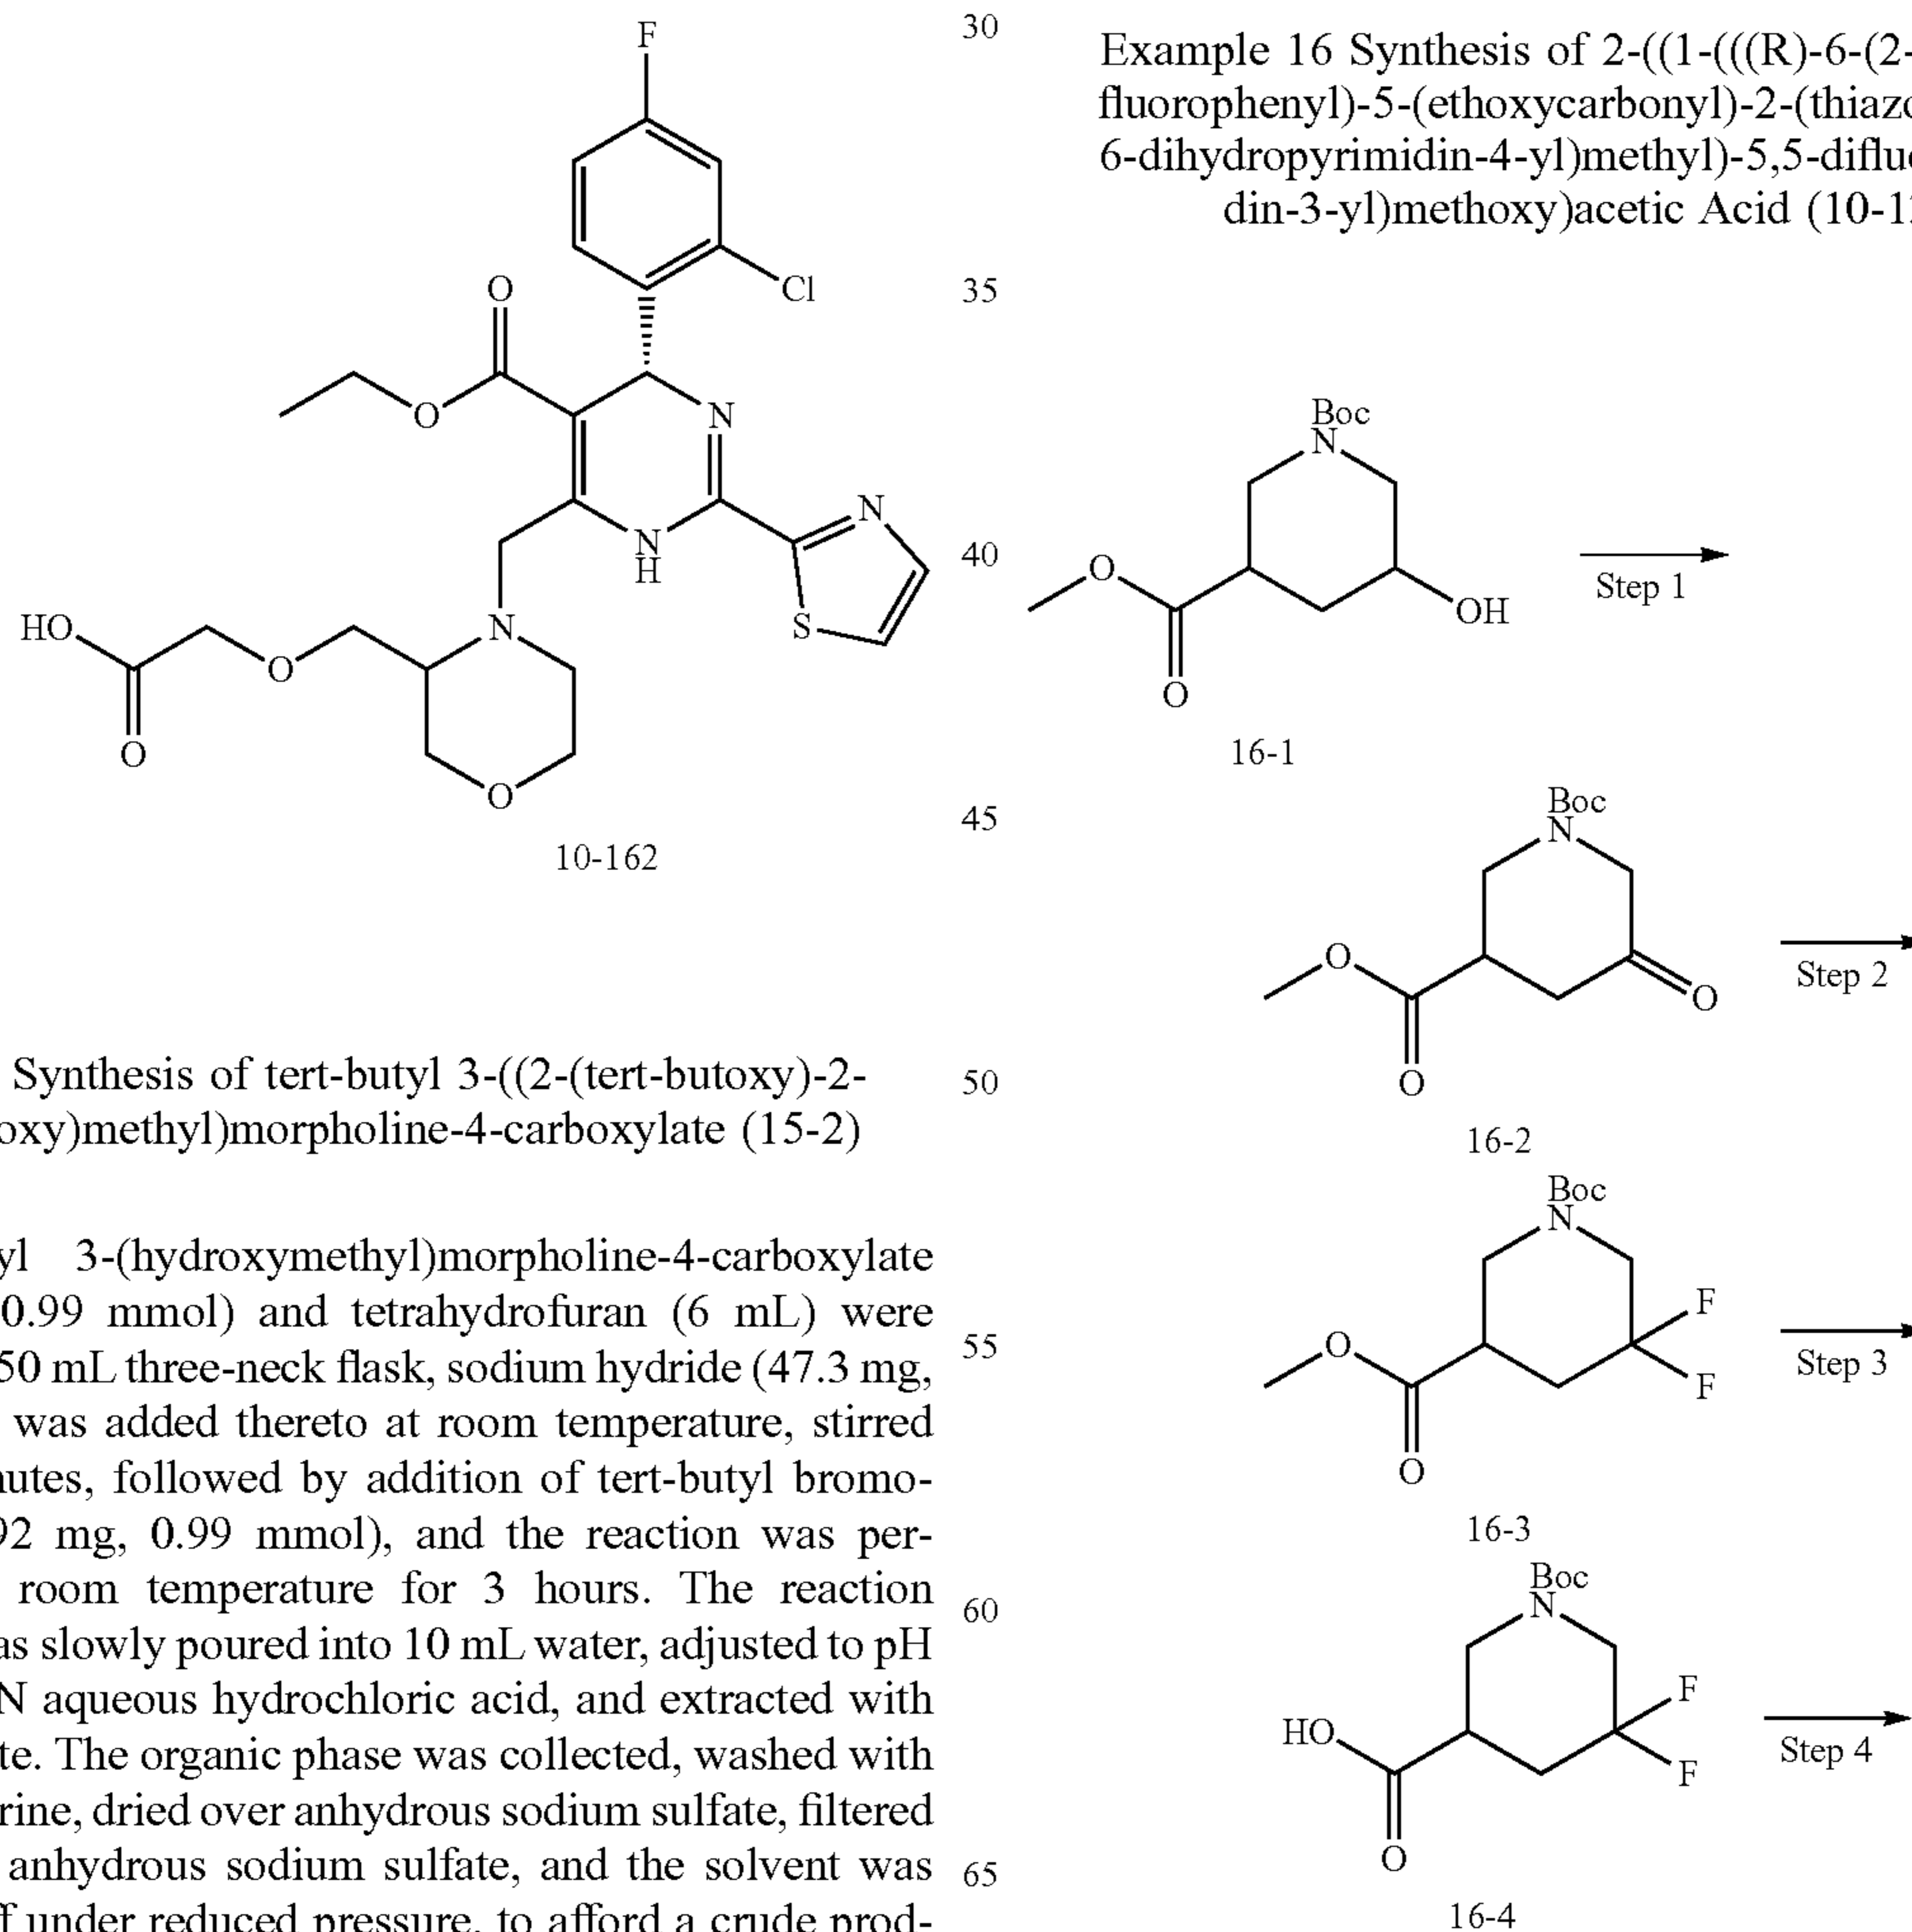 F
Cl
O
O
N
N
H
N
S
N
HO
O
O
O
10-162
Synthesis of tert-butyl 3-((2-(tert-butoxy)-2-
oxy)methyl)morpholine-4-carboxylate (15-2)
yl 3-(hydroxymethyl)morpholine-4-carboxylate
0.99 mmol) and tetrahydrofuran (6 mL) were
50 mL three-neck flask, sodium hydride (47.3 mg,
was added thereto at room temperature, stirred
nutes, followed by addition of tert-butyl bromo-
92 mg, 0.99 mmol), and the reaction was per-
room temperature for 3 hours. The reaction
as slowly poured into 10 mL water, adjusted to pH
N aqueous hydrochloric acid, and extracted with
te. The organic phase was collected, washed with
rine, dried over anhydrous sodium sulfate, filtered
anhydrous sodium sulfate, and the solvent was
f under reduced pressure, to afford a crude prod-
30
35
40
45
50
55
60
65
Example 16 Synthesis of 2-((1-(((R)-6-(2-
fluorophenyl)-5-(ethoxycarbonyl)-2-(thiazo
6-dihydropyrimidin-4-yl)methyl)-5,5-difluo
din-3-yl)methoxy)acetic Acid (10-13
Boc
N
O
OH
O
Step 1
16-1
Boc
N
O
O
O
Step 2
16-2
Boc
N
F
O
F
O
Step 3
16-3
Boc
N
F
HO
F
O
Step 4
16-4